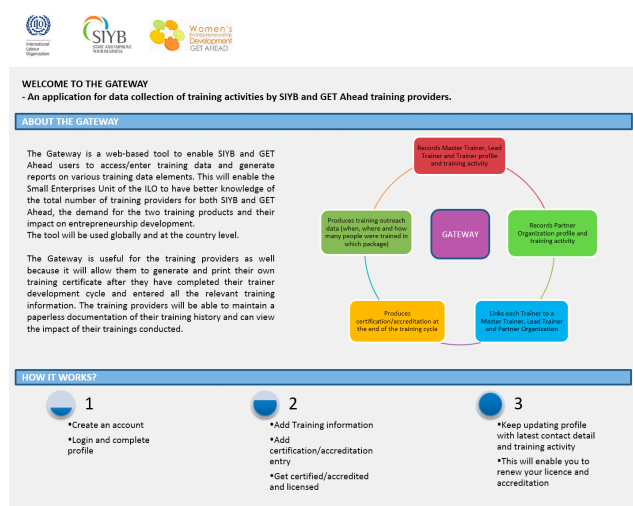 International
Labour
Organization
SIYB
START AND IMPROVE
YOUR BUSINESS
Women's
Entrepreneurship
Development
GET AHEAD
WELCOME TO THE GATEWAY
- An application for data collection of training activities by SIYB and GET Ahead training providers.
ABOUT THE GATEWAY
The Gateway is a web-based tool to enable SIYB and GET
Ahead users to access/enter training data and generate
reports on various training data elements. This will enable the
Small Enterprises Unit of the ILO to have better knowledge of
the total number of training providers for both SIYB and GET
Ahead, the demand for the two training products and their
impact on entrepreneurship development.
The tool will be used globally and at the country level.
The Gateway is useful for the training providers as well
because it will allow them to generate and print their own
training certificate after they have completed their trainer
development cycle and entered all the relevant training
information. The training providers will be able to maintain a
paperless documentation of their training history and can view
the impact of their trainings conducted.
Records Master Trainer, Lead
Trainer and Trainer profile
and training activity
Produces training outreach
data (when, where and how
many people were trained in
which package)
GATEWAY
Records Partner
Organization profile and
training activity
Produces
certification/accreditation at
the end of the training cycle
Links each Trainer to a
Master Trainer, Lead Trainer
and Partner Organization
HOW IT WORKS?
1
•Create an account
•Login and complete
profile
2
•Add Training information
•Add
certification/accreditation
entry
•Get certified/accredited
and licensed
3
•Keep updating profile
with latest contact detail
and training activity
•This will enable you to
renew your licence and
accreditation